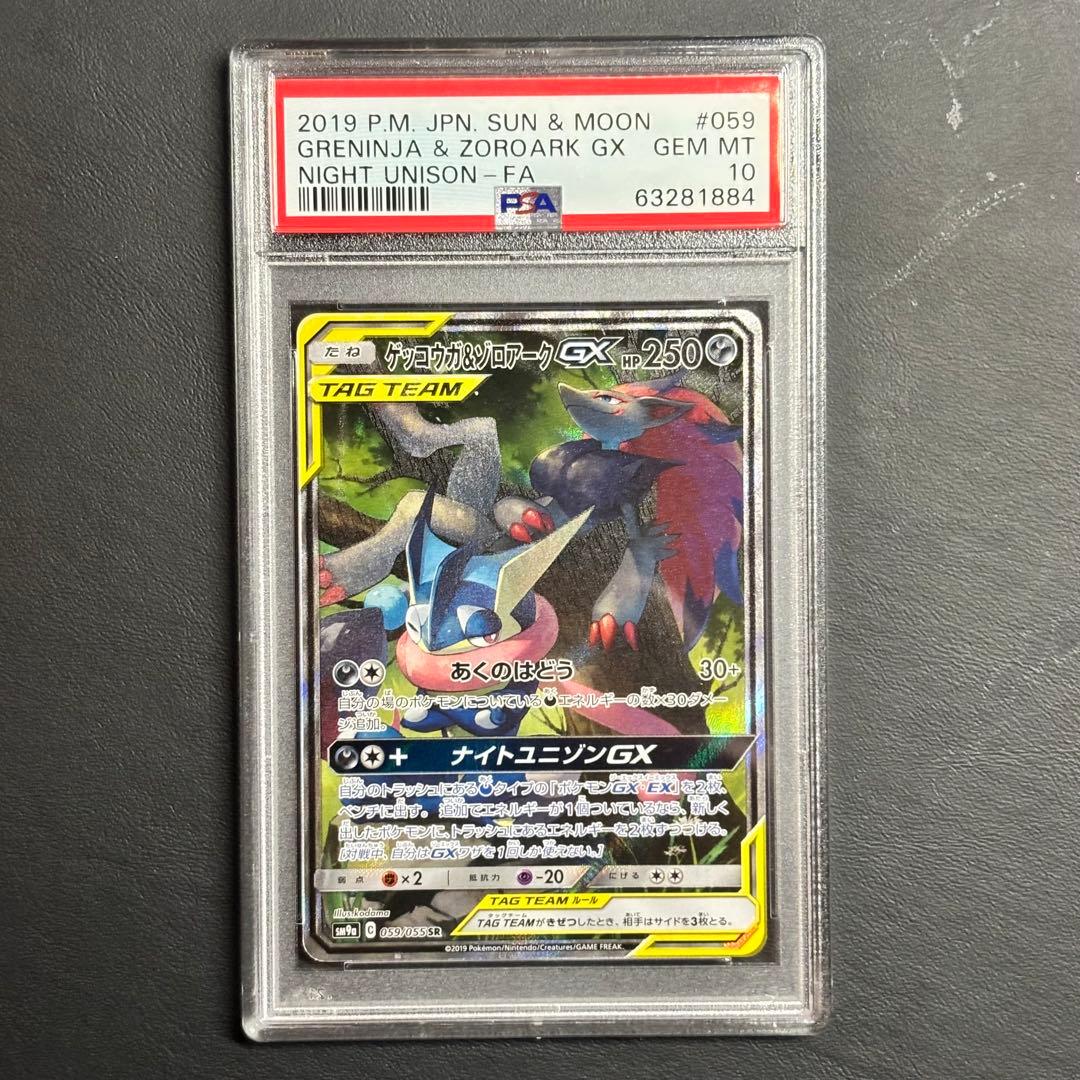 2019 P.M. JPN. SUN & MOON #059
GRENINJA & ZOROARK GX GEM MT
NIGHT UNISON - FA 10
PSA 63281884
たね ゲッコウガ&ゾロアークGX HP250
TAG TEAM
あくのはどう 30+
自分の場のポケモンについているエネルギーの数×30ダメー
ジ追加。
+ ナイトユニゾンGX
自分のトラッシュにあるタイプの「ポケモンGX・EX」を2枚、
ベンチに出す。追加でエネルギーが1個ついているなら、新しく
出したポケモンに、トラッシュにあるエネルギーを2枚ずつつける。
[対戦中、自分はGXワザを1回しか使えない。]
弱点 ×2 抵抗力 -20 にげる
TAG TEAM ルール
TAG TEAMがきぜつしたとき、相手はサイドを3枚とる。
Illus. kodama
sm9a C 059/055 SR
©2019 Pokémon/Nintendo/Creatures/GAME FREAK.